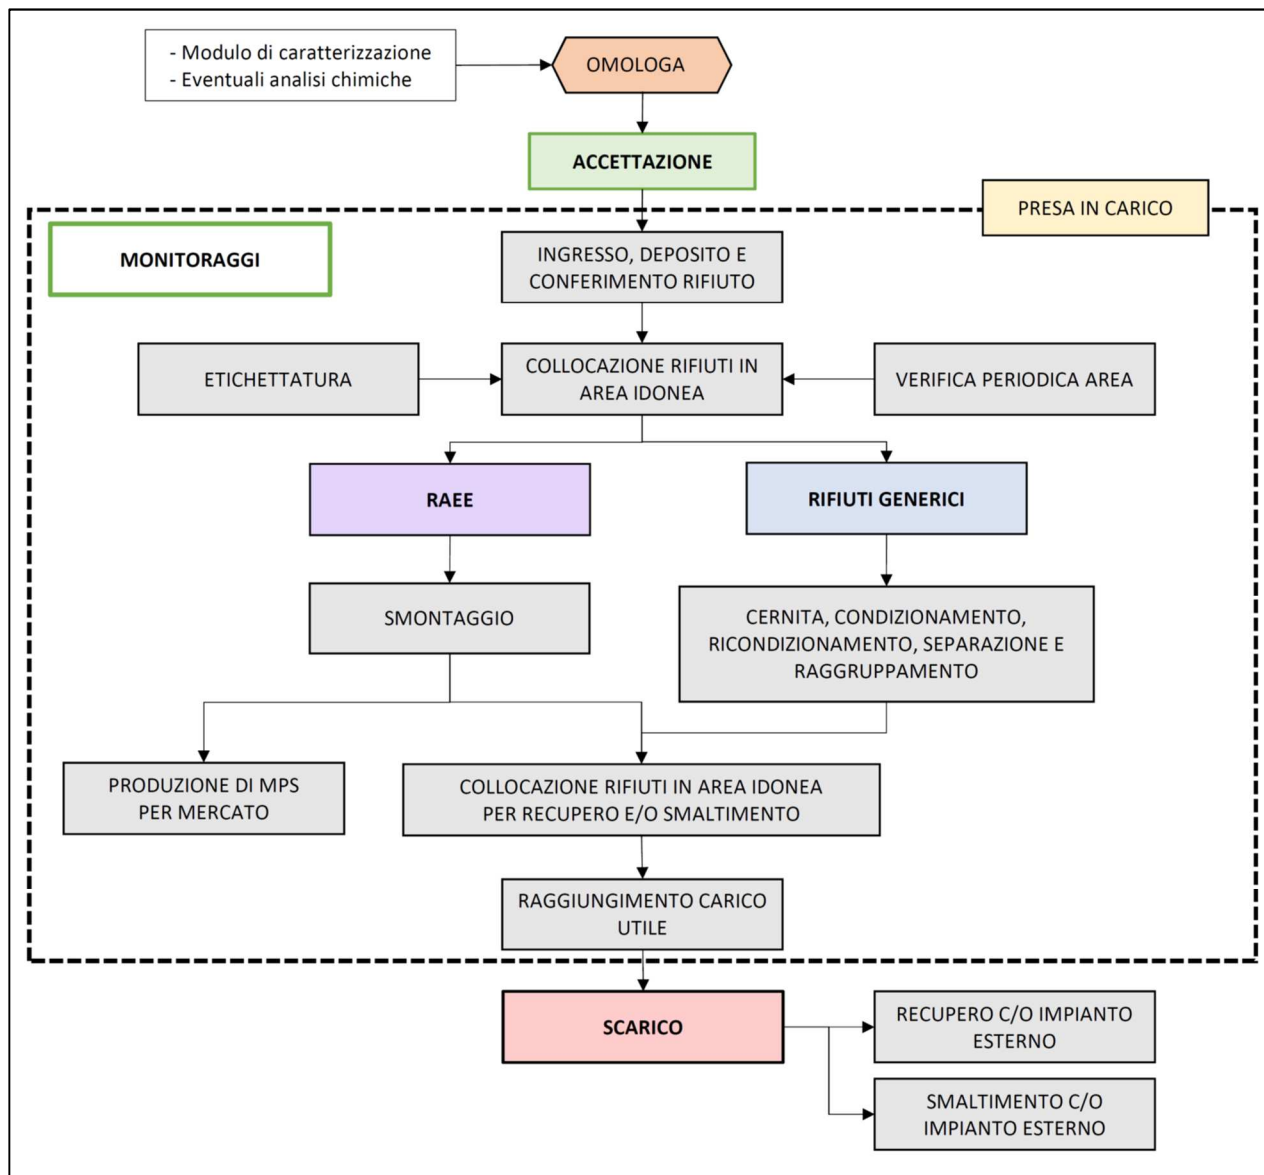 - Modulo di caratterizzazione
- Eventuali analisi chimiche
OMOLOGA
ACCETTAZIONE
PRESA IN CARICO
MONITORAGGI
INGRESSO, DEPOSITO E
CONFERIMENTO RIFIUTO
ETICHETTATURA
COLLOCAZIONE RIFIUTI IN
AREA IDONEA
VERIFICA PERIODICA AREA
RAEE
RIFIUTI GENERICI
SMONTAGGIO
CERNITA, CONDIZIONAMENTO,
RICONDIZIONAMENTO, SEPARAZIONE E
RAGGRUPPAMENTO
PRODUZIONE DI MPS
PER MERCATO
COLLOCAZIONE RIFIUTI IN AREA IDONEA
PER RECUPERO E/O SMALTIMENTO
RAGGIUNGIMENTO CARICO
UTILE
SCARICO
RECUPERO C/O IMPIANTO
ESTERNO
SMALTIMENTO C/O
IMPIANTO ESTERNO